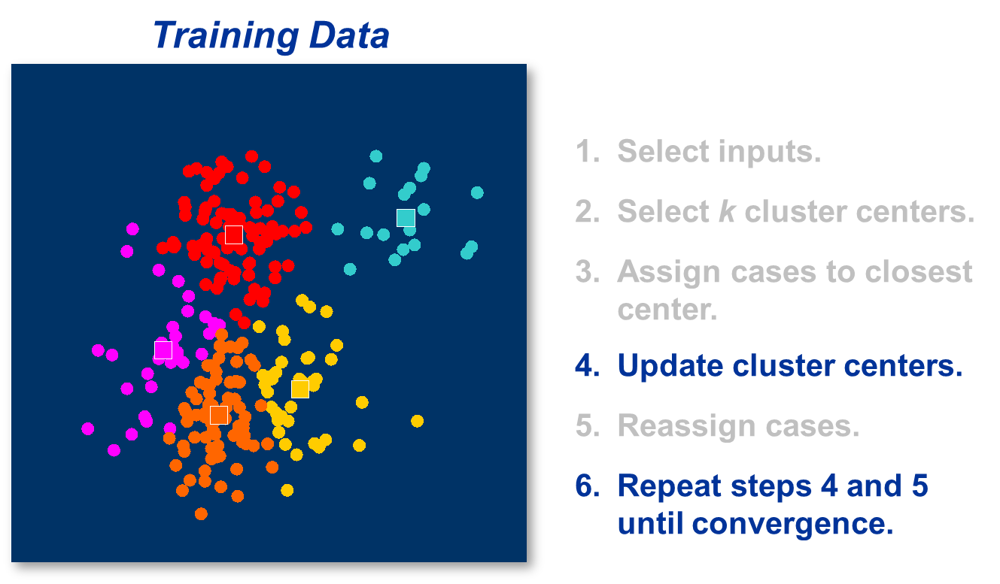 Training Data
1. Select inputs.
2. Select k cluster centers.
3. Assign cases to closest
center.
4. Update cluster centers.
5. Reassign cases.
6. Repeat steps 4 and 5
until convergence.